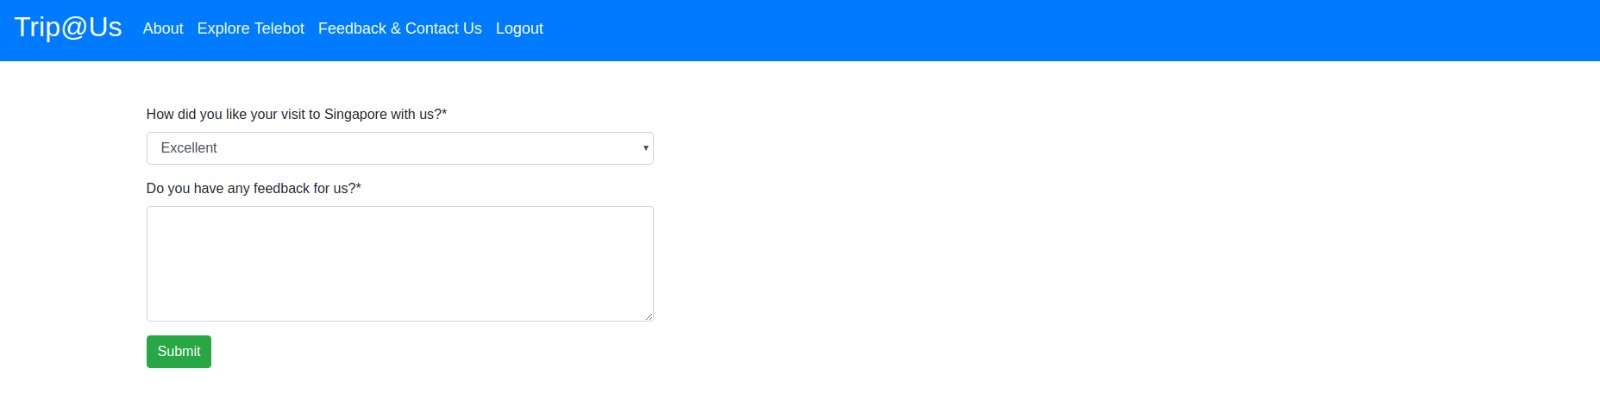 Trip@Us About Explore Telebot Feedback & Contact Us Logout
How did you like your visit to Singapore with us?*
Excellent
Do you have any feedback for us?*
Submit